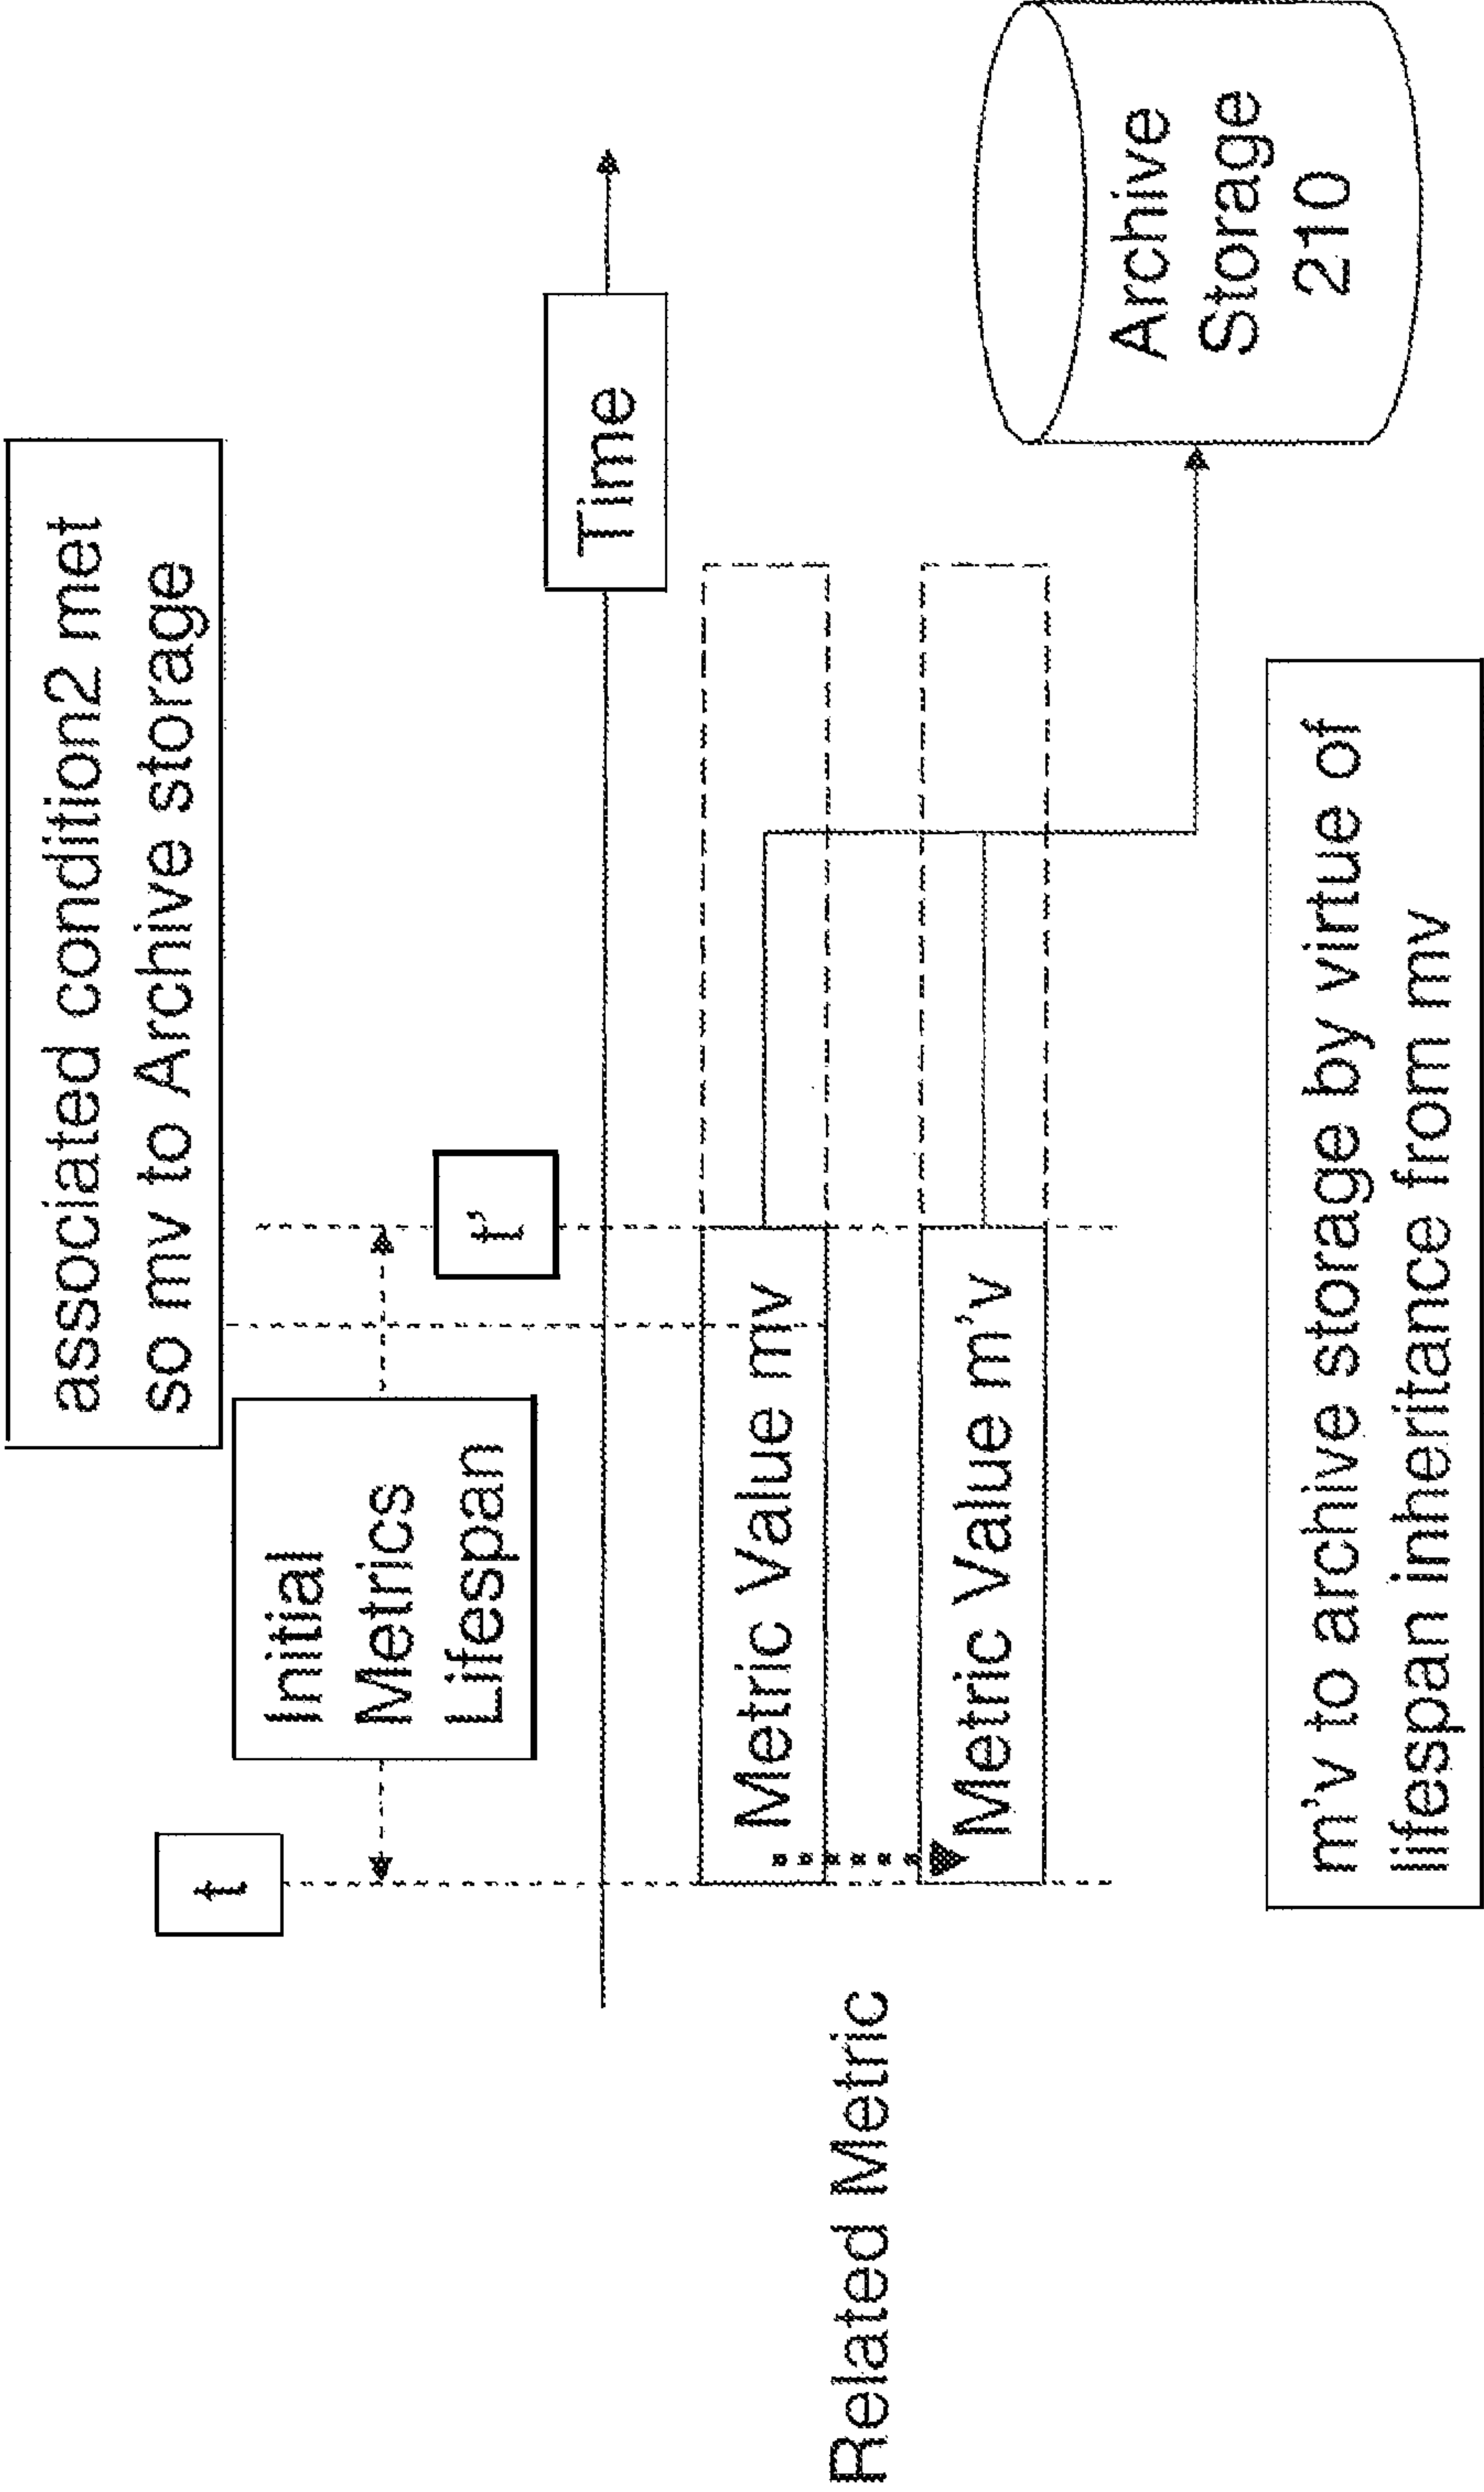 associated condition2 met
so mv to Archive storage
t
Initial
Metrics
Lifespan
t'
Time
Metric Value mv
Related Metric
Metric Value m'v
Archive
Storage
210
m'v to archive storage by virtue of
lifespan inheritance from mv